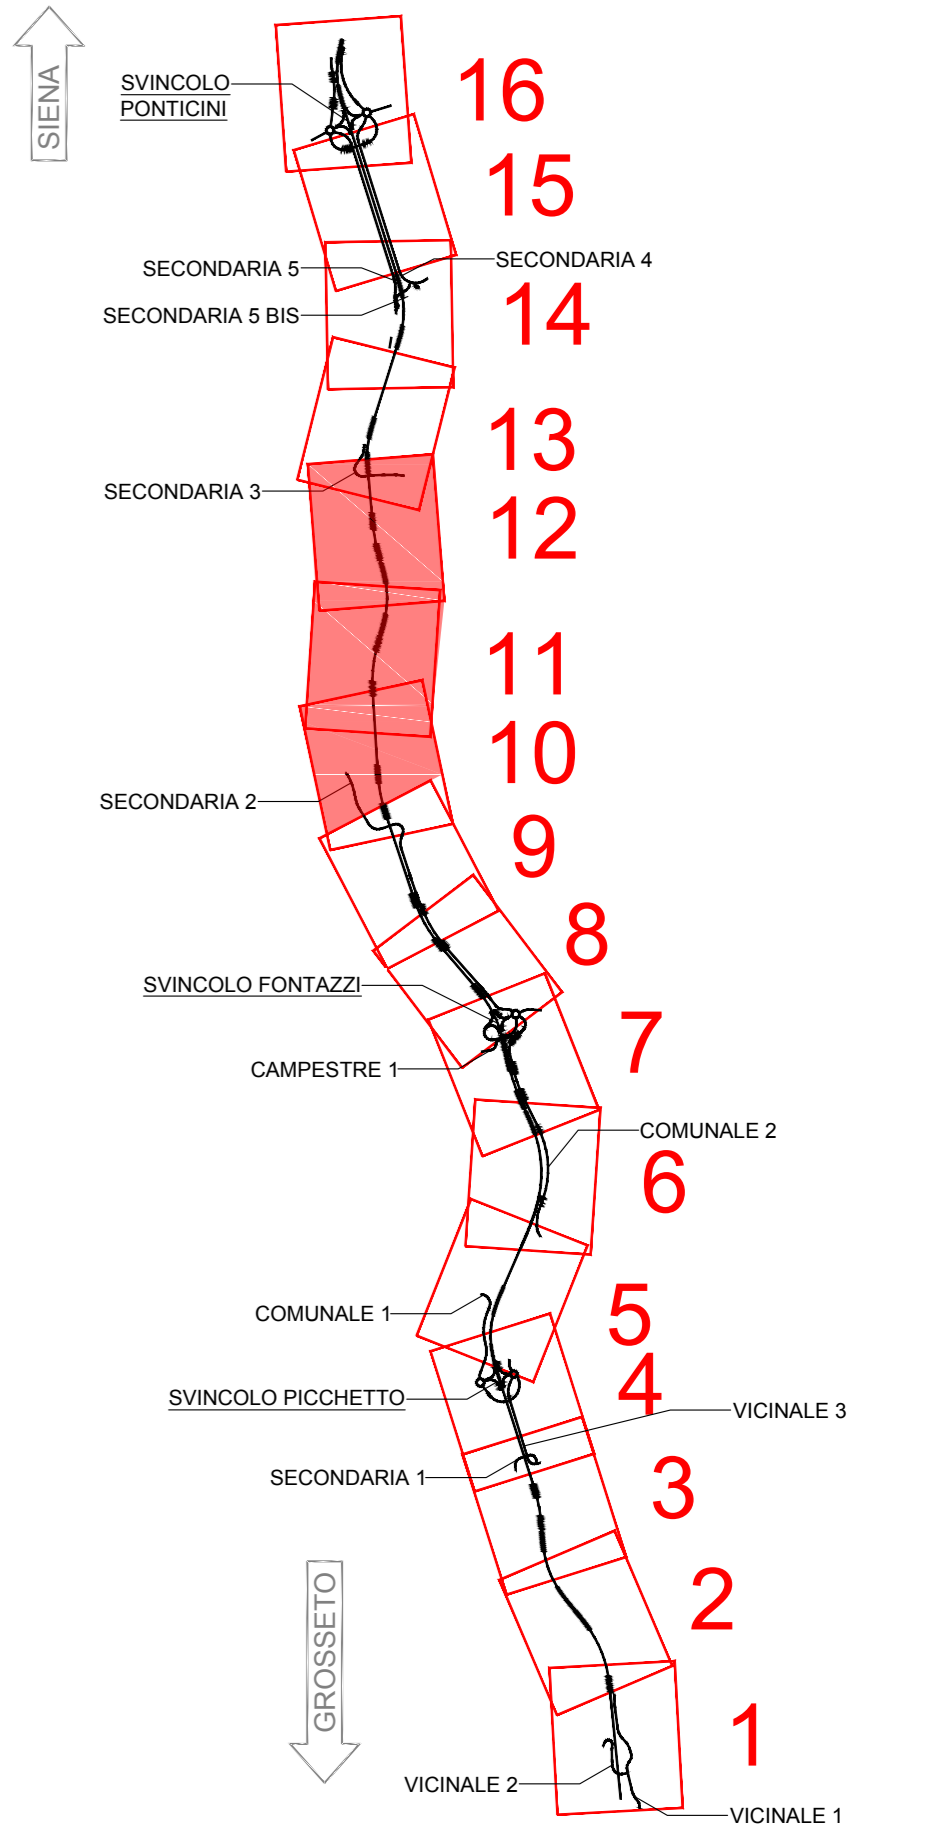 SIENA
SVINCOLO
PONTICINI
16
15
SECONDARIA 5
SECONDARIA 4
SECONDARIA 5 BIS
14
13
SECONDARIA 3
12
11
10
SECONDARIA 2
9
8
SVINCOLO FONTAZZI
7
CAMPESTRE 1
COMUNALE 2
6
COMUNALE 1
5
4
SVINCOLO PICCHETTO
VICINALE 3
SECONDARIA 1
3
GROSSETO
2
1
VICINALE 2
VICINALE 1